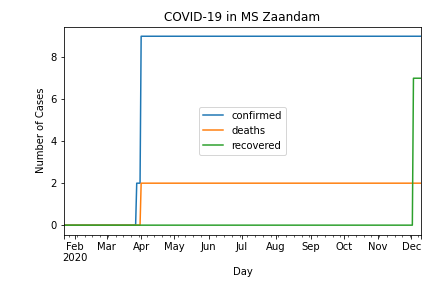 COVID-19 in MS Zaandam
Number of Cases
8
6
4
2
0
confirmed
deaths
recovered
Feb Mar Apr May Jun Jul Aug Sep Oct Nov Dec
2020
Day